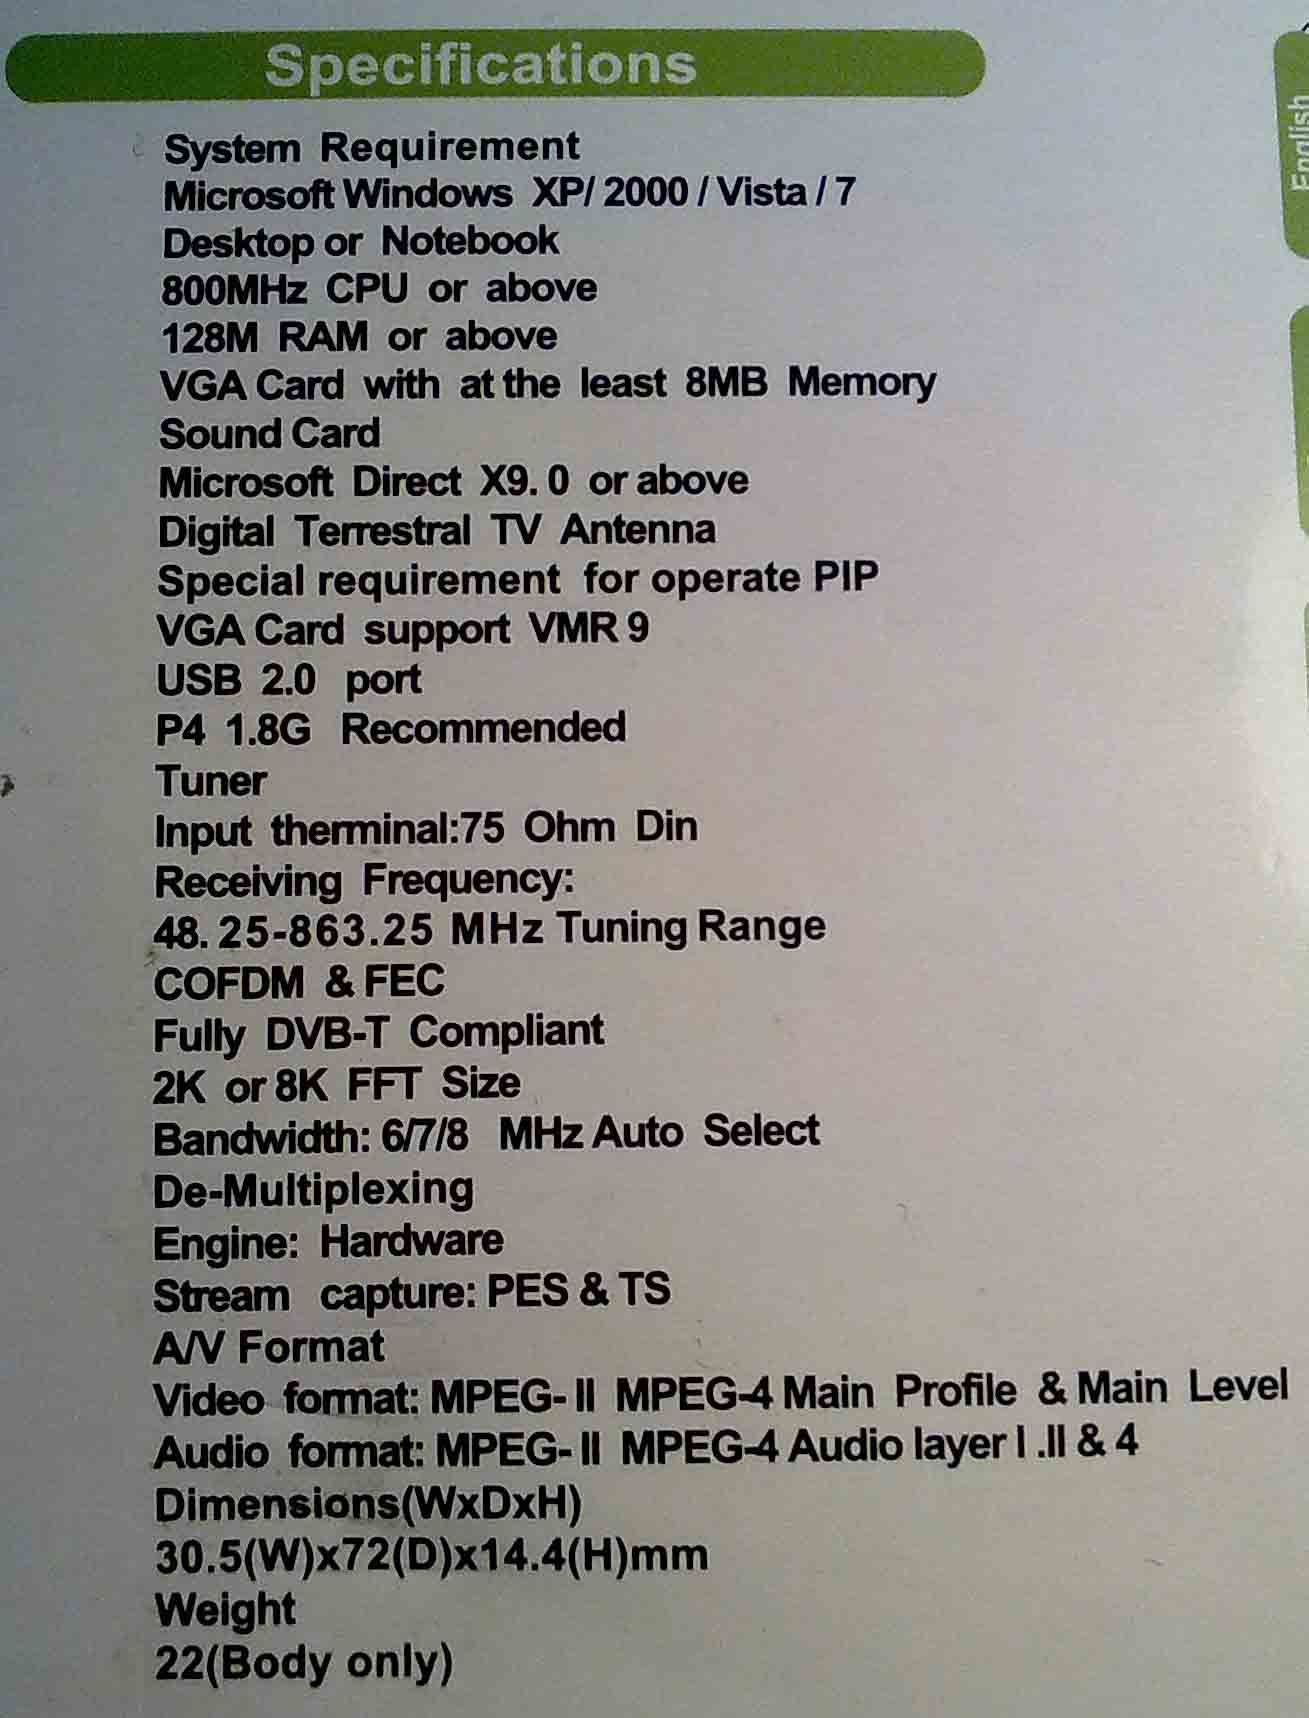 Specifications
English
System Requirement
Microsoft Windows XP/ 2000 / Vista / 7
Desktop or Notebook
800MHz CPU or above
128M RAM or above
VGA Card with at the least 8MB Memory
Sound Card
Microsoft Direct X9. 0 or above
Digital Terrestral TV Antenna
Special requirement for operate PIP
VGA Card support VMR 9
USB 2.0 port
P4 1.8G Recommended
Tuner
Input therminal:75 Ohm Din
Receiving Frequency:
48. 25-863.25 MHz Tuning Range
COFDM & FEC
Fully DVB-T Compliant
2K or 8K FFT Size
Bandwidth: 6/7/8 MHz Auto Select
De-Multiplexing
Engine: Hardware
Stream capture: PES & TS
A/V Format
Video format: MPEG- II MPEG-4 Main Profile & Main Level
Audio format: MPEG- II MPEG-4 Audio layer I .II & 4
Dimensions(WxDxH)
30.5(W)x72(D)x14.4(H)mm
Weight
22(Body only)